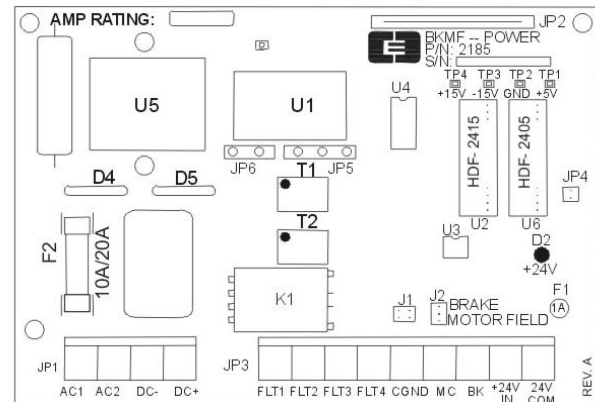 AMP RATING:
JP2
BKMF -- POWER
P/N: 2185
S/N:
TP4 TP3 TP2 TP1
+15V -15V GND +5V
U5
U1
U4
HDF- 2415
HDF- 2405
JP6
JP5
JP4
D4
D5
T1
T2
U2
U6
U3
D2
+24V
F2
10A/20A
K1
J1
J2
BRAKE
MOTOR FIELD
F1
1A
JP1
AC1 AC2 DC- DC+
JP3
FLT1 FLT2 FLT3 FLT4 CGND MC BK +24V IN 24V COM
REV. A